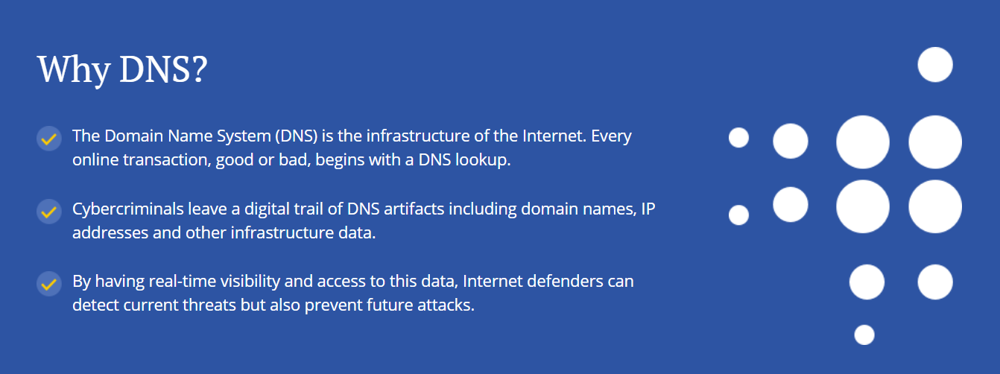 Why DNS?
The Domain Name System (DNS) is the infrastructure of the Internet. Every
online transaction, good or bad, begins with a DNS lookup.
Cybercriminals leave a digital trail of DNS artifacts including domain names, IP
addresses and other infrastructure data.
By having real-time visibility and access to this data, Internet defenders can
detect current threats but also prevent future attacks.